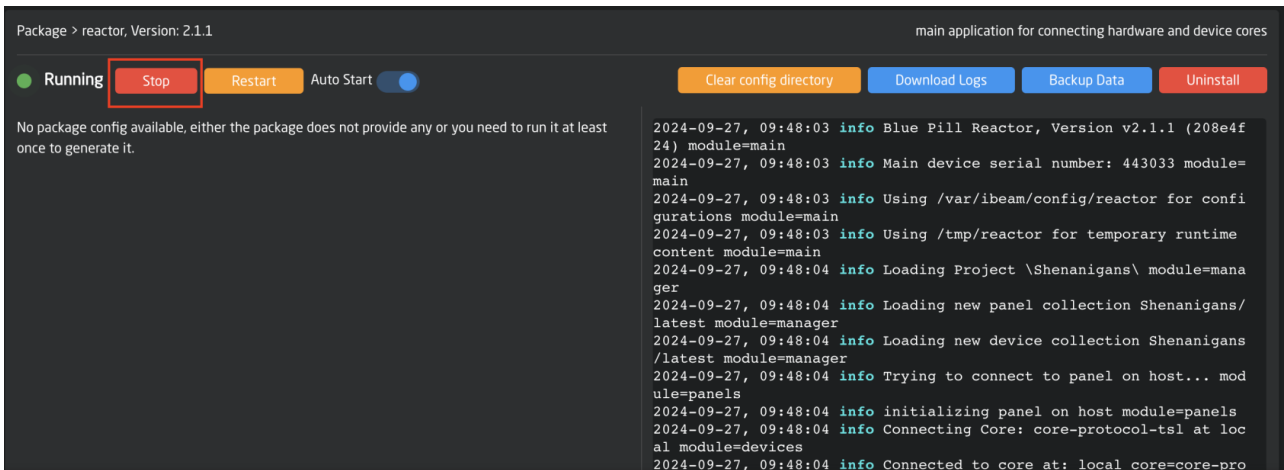 Package > reactor, Version: 2.1.1
main application for connecting hardware and device cores
Running Stop Restart Auto Start
Clear config directory Download Logs Backup Data Uninstall
No package config available, either the package does not provide any or you need to run it at least
once to generate it.
2024-09-27, 09:48:03 info Blue Pill Reactor, Version v2.1.1 (208e4f
24) module=main
2024-09-27, 09:48:03 info Main device serial number: 443033 module=
main
2024-09-27, 09:48:03 info Using /var/ibeam/config/reactor for confi
gurations module=main
2024-09-27, 09:48:03 info Using /tmp/reactor for temporary runtime
content module=main
2024-09-27, 09:48:04 info Loading Project \Shenanigans\ module=mana
ger
2024-09-27, 09:48:04 info Loading new panel collection Shenanigans/
latest module=manager
2024-09-27, 09:48:04 info Loading new device collection Shenanigans
/latest module=manager
2024-09-27, 09:48:04 info Trying to connect to panel on host... mod
ule=panels
2024-09-27, 09:48:04 info initializing panel on host module=panels
2024-09-27, 09:48:04 info Connecting Core: core-protocol-tsl at loc
al module=devices
2024-09-27, 09:48:04 info Connected to core at: local core=core-pro